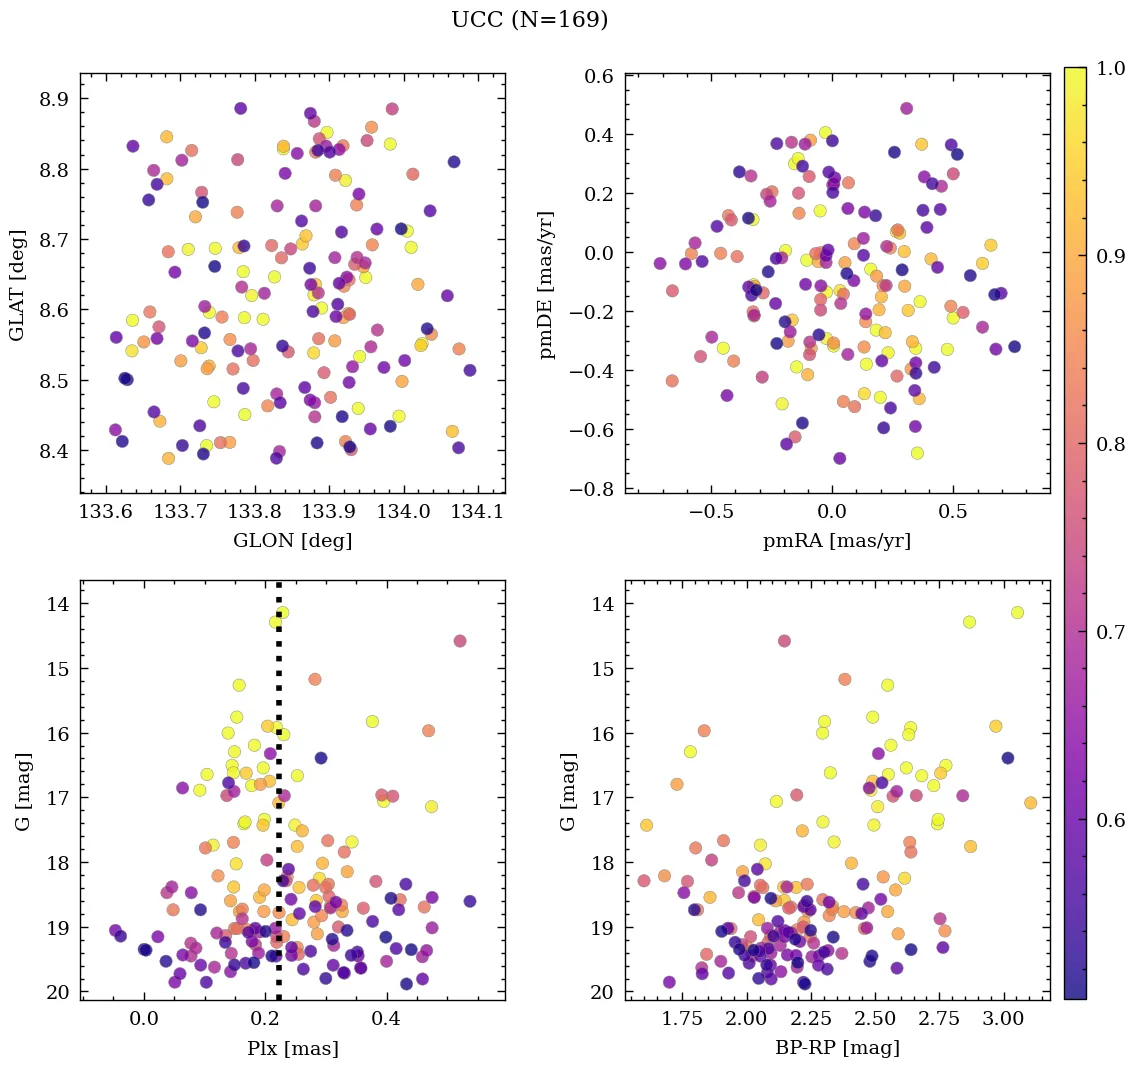 UCC (N=169)
8.9
8.8
8.7
8.6
8.5
8.4
GLAT [deg]
133.6 133.7 133.8 133.9 134.0 134.1
GLON [deg]
0.6
0.4
0.2
0.0
−0.2
−0.4
−0.6
−0.8
pmDE [mas/yr]
−0.5 0.0 0.5
pmRA [mas/yr]
14
15
16
17
18
19
20
G [mag]
0.0 0.2 0.4
Plx [mas]
14
15
16
17
18
19
20
G [mag]
1.75 2.00 2.25 2.50 2.75 3.00
BP-RP [mag]
1.0
0.9
0.8
0.7
0.6